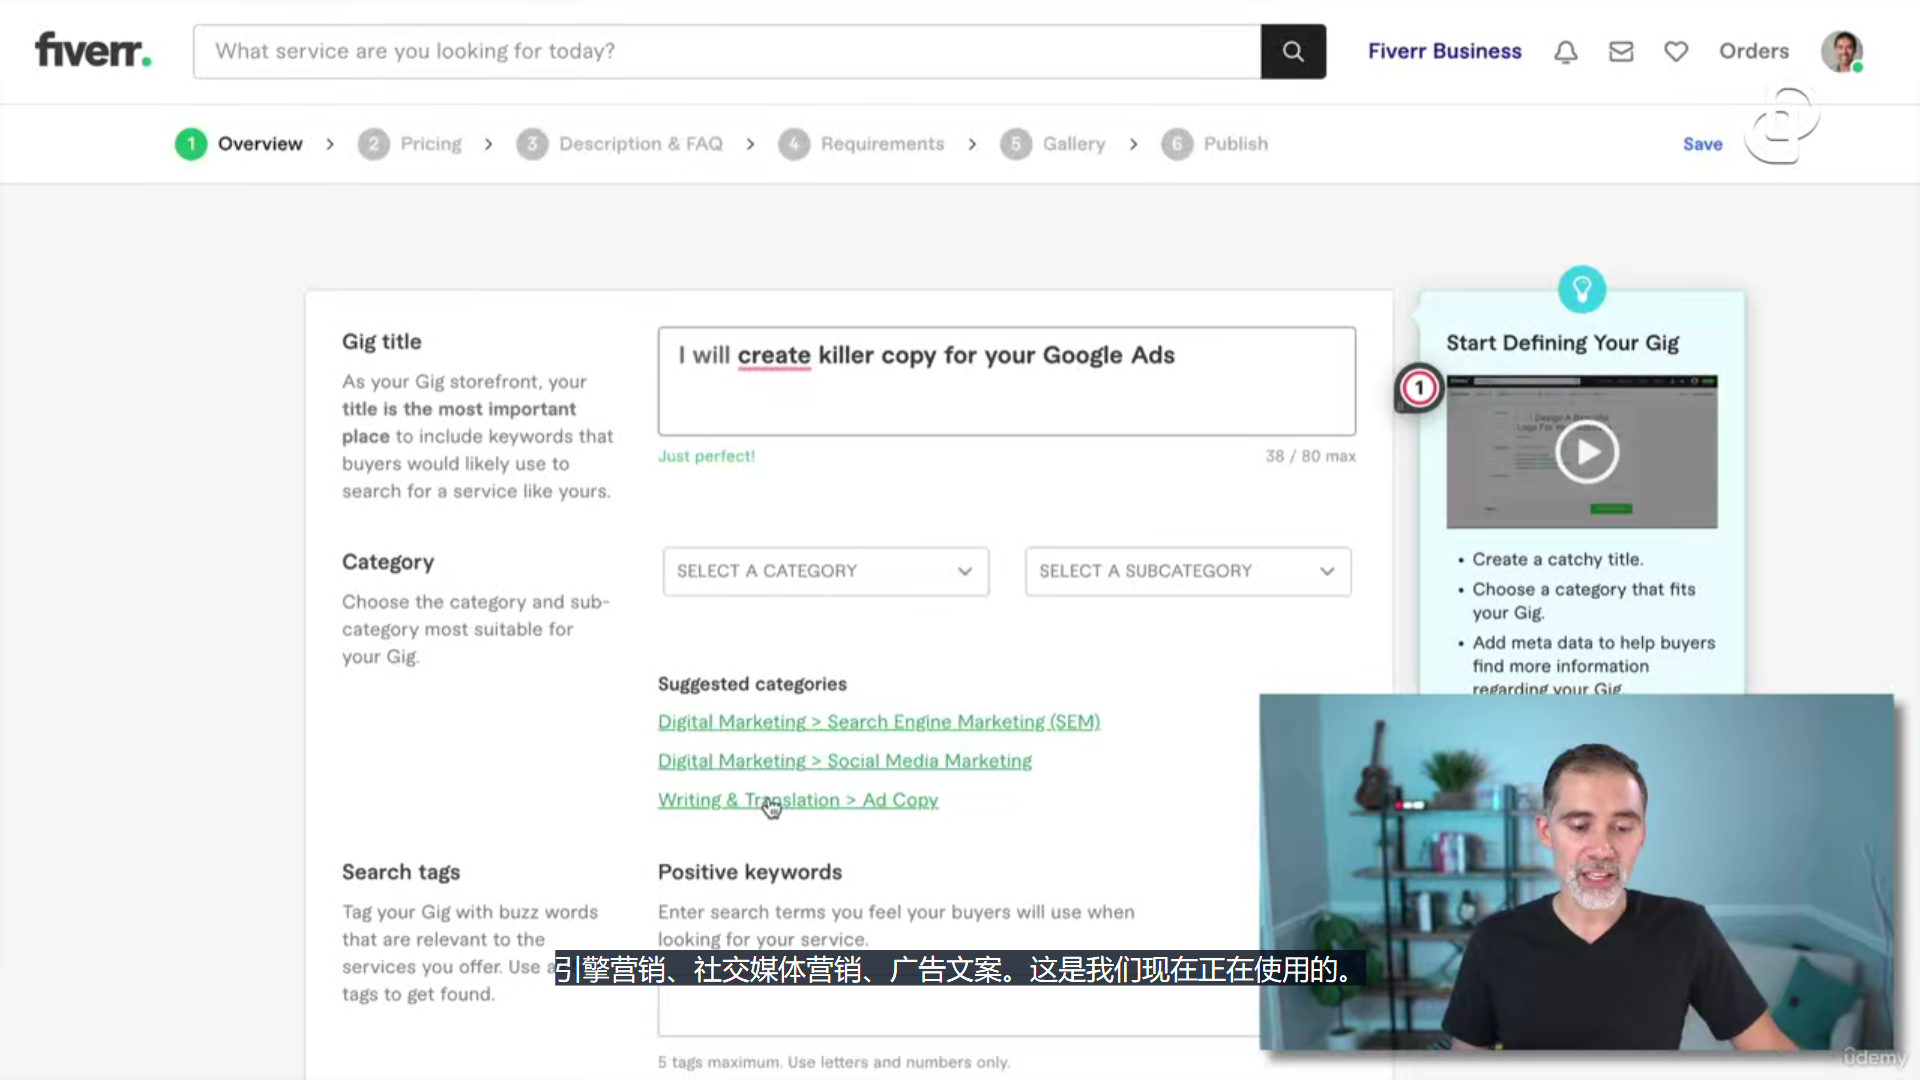 fiverr.
What service are you looking for today?
Fiverr Business
Orders
1 Overview
2 Pricing
3 Description & FAQ
4 Requirements
5 Gallery
6 Publish
Save
Gig title
As your Gig storefront, your
title is the most important
place to include keywords that
buyers would likely use to
search for a service like yours.
I will create killer copy for your Google Ads
Just perfect!
38 / 80 max
Category
Choose the category and sub-
category most suitable for
your Gig.
SELECT A CATEGORY
SELECT A SUBCATEGORY
Suggested categories
Digital Marketing > Search Engine Marketing (SEM)
Digital Marketing > Social Media Marketing
Writing & Translation > Ad Copy
Search tags
Tag your Gig with buzz words
that are relevant to the
services you offer. Use a
tags to get found.
Positive keywords
Enter search terms you feel your buyers will use when
looking for your service.
5 tags maximum. Use letters and numbers only.
Start Defining Your Gig
1
• Create a catchy title.
• Choose a category that fits
your Gig.
• Add meta data to help buyers
find more information
regarding your Gig
引擎营销、社交媒体营销、广告文案。这是我们现在正在使用的。
ûdemy